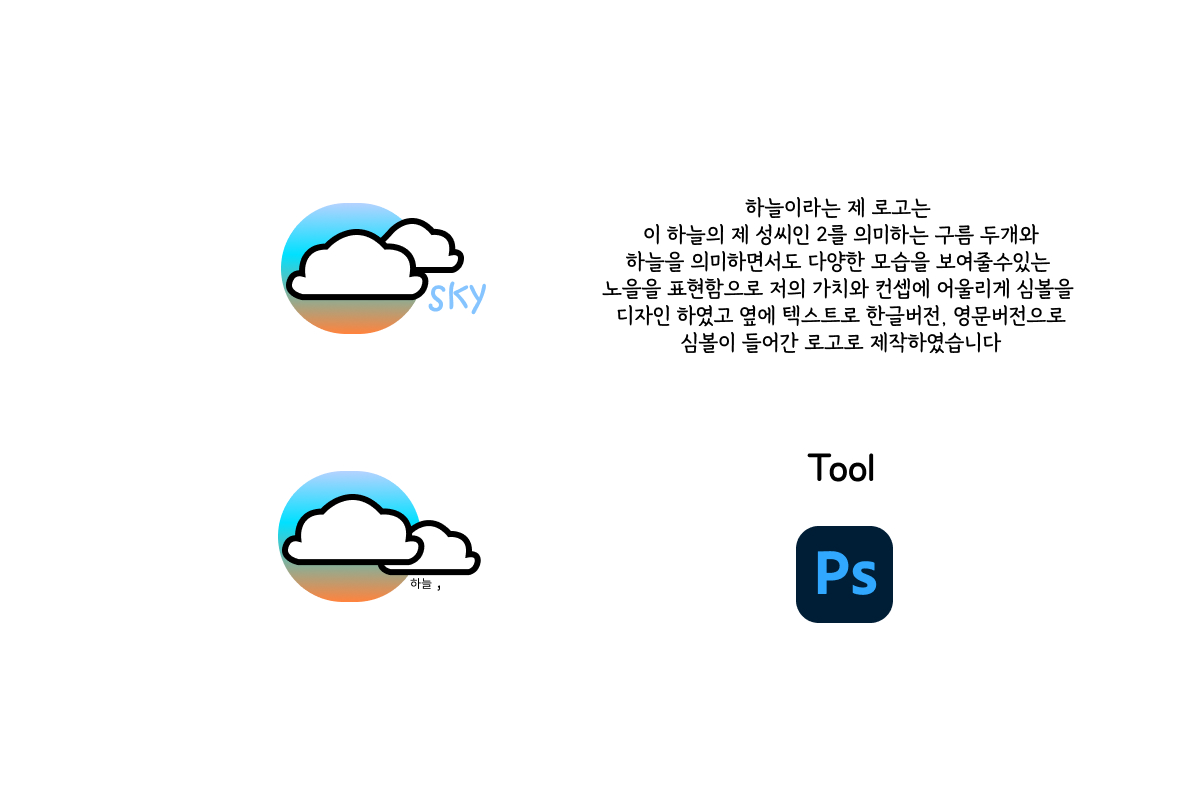 sky
하늘이라는 제 로고는
이 하늘의 제 성씨인 2를 의미하는 구름 두개와
하늘을 의미하면서도 다양한 모습을 보여줄수있는
노을을 표현함으로 저의 가치와 컨셉에 어울리게 심볼을
디자인 하였고 옆에 텍스트로 한글버전, 영문버전으로
심볼이 들어간 로고로 제작하였습니다
Tool
Ps
하늘 ,